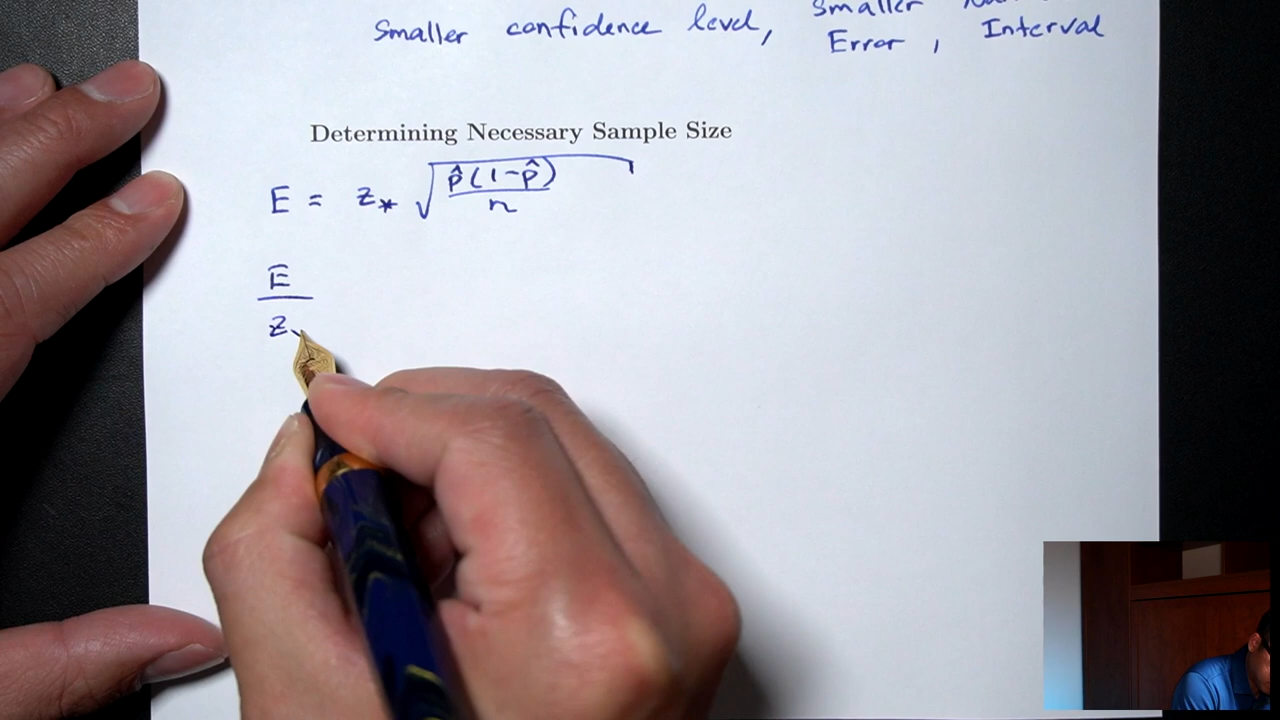 Smaller confidence level, Smaller
Error, Interval
Determining Necessary Sample Size
E = z* √(p̂(1-p̂)/n)
E
z